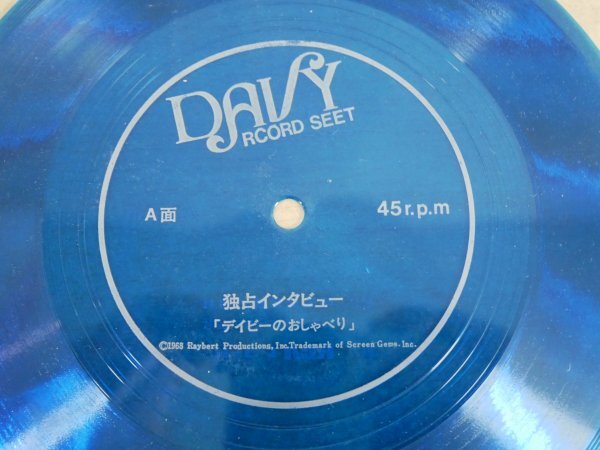 DAVY
RCORD SEET
A面
45r.p.m
独占インタビュー
「デイビーのおしゃべり」
©1968 Raybert Productions, Inc.Trademark of Screen Gems. Inc.